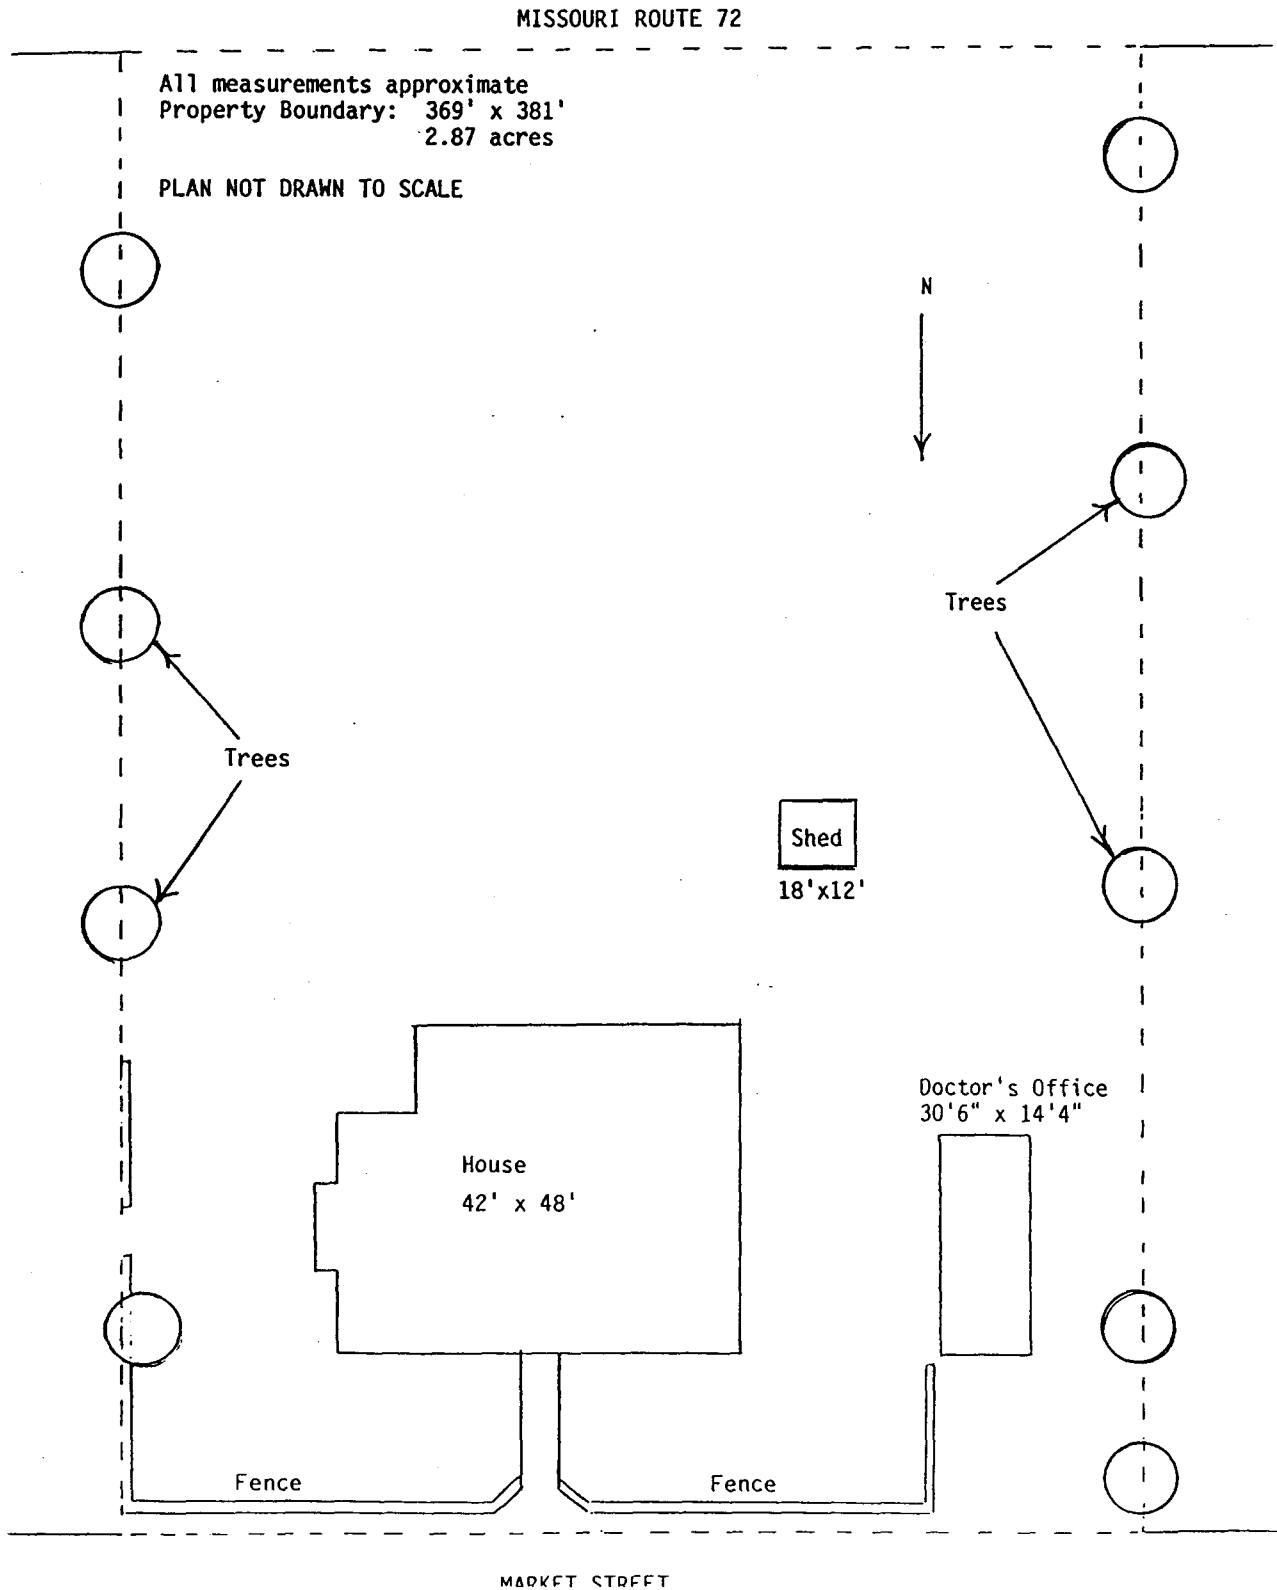 MISSOURI ROUTE 72
All measurements approximate
Property Boundary: 369' x 381'
2.87 acres
PLAN NOT DRAWN TO SCALE
N
Trees
Trees
Shed
18'x12'
Doctor's Office
30'6" x 14'4"
House
42' x 48'
Fence
Fence
MARKET STREET